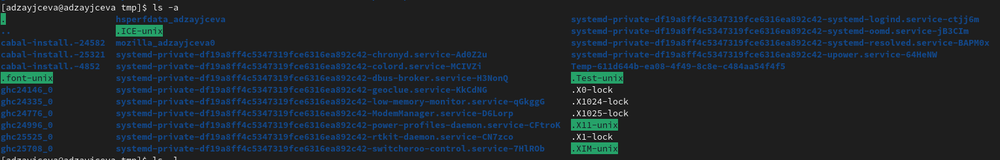 [adzayjceva@adzayjceva tmp]$ ls -a
. hsperfdata_adzayjceva systemd-private-df19a8ff4c5347319fce6316ea892c42-systemd-logind.service-ctjj6m
.. .ICE-unix systemd-private-df19a8ff4c5347319fce6316ea892c42-systemd-oomd.service-jB3CIm
cabal-install.-24582 mozilla_adzayjceva0 systemd-private-df19a8ff4c5347319fce6316ea892c42-systemd-resolved.service-BAPM0x
cabal-install.-25321 systemd-private-df19a8ff4c5347319fce6316ea892c42-chronyd.service-Ad0Z2u systemd-private-df19a8ff4c5347319fce6316ea892c42-upower.service-64HeNW
cabal-install.-4852 systemd-private-df19a8ff4c5347319fce6316ea892c42-colord.service-MCIVZi Temp-611d644b-ea08-4f49-8c8e-c484aa54f4f5
.font-unix systemd-private-df19a8ff4c5347319fce6316ea892c42-dbus-broker.service-H3NonQ .Test-unix
ghc24146_0 systemd-private-df19a8ff4c5347319fce6316ea892c42-geoclue.service-KkCdNG .X0-lock
ghc24335_0 systemd-private-df19a8ff4c5347319fce6316ea892c42-low-memory-monitor.service-qGkggG .X1024-lock
ghc24776_0 systemd-private-df19a8ff4c5347319fce6316ea892c42-ModemManager.service-D6Lorp .X1025-lock
ghc24996_0 systemd-private-df19a8ff4c5347319fce6316ea892c42-power-profiles-daemon.service-CFtroK .X11-unix
ghc25525_0 systemd-private-df19a8ff4c5347319fce6316ea892c42-rtkit-daemon.service-CN7zco .X1-lock
ghc25708_0 systemd-private-df19a8ff4c5347319fce6316ea892c42-switcheroo-control.service-7HlROb .XIM-unix
[adzayjceva@adzayjceva tmp]$ ls